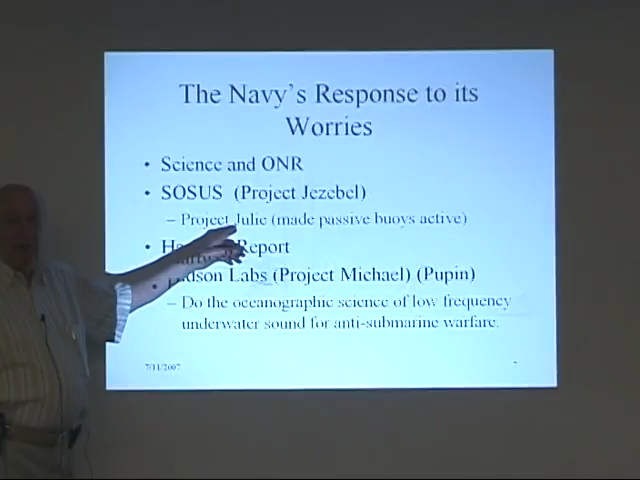 The Navy's Response to its
Worries
• Science and ONR
• SOSUS (Project Jezebel)
– Project Julie (made passive buoys active)
• Report
• Labs (Project Michael) (Pupin)
– Do the oceanographic science of low frequency
underwater sound for anti-submarine warfare.
7/11/2007